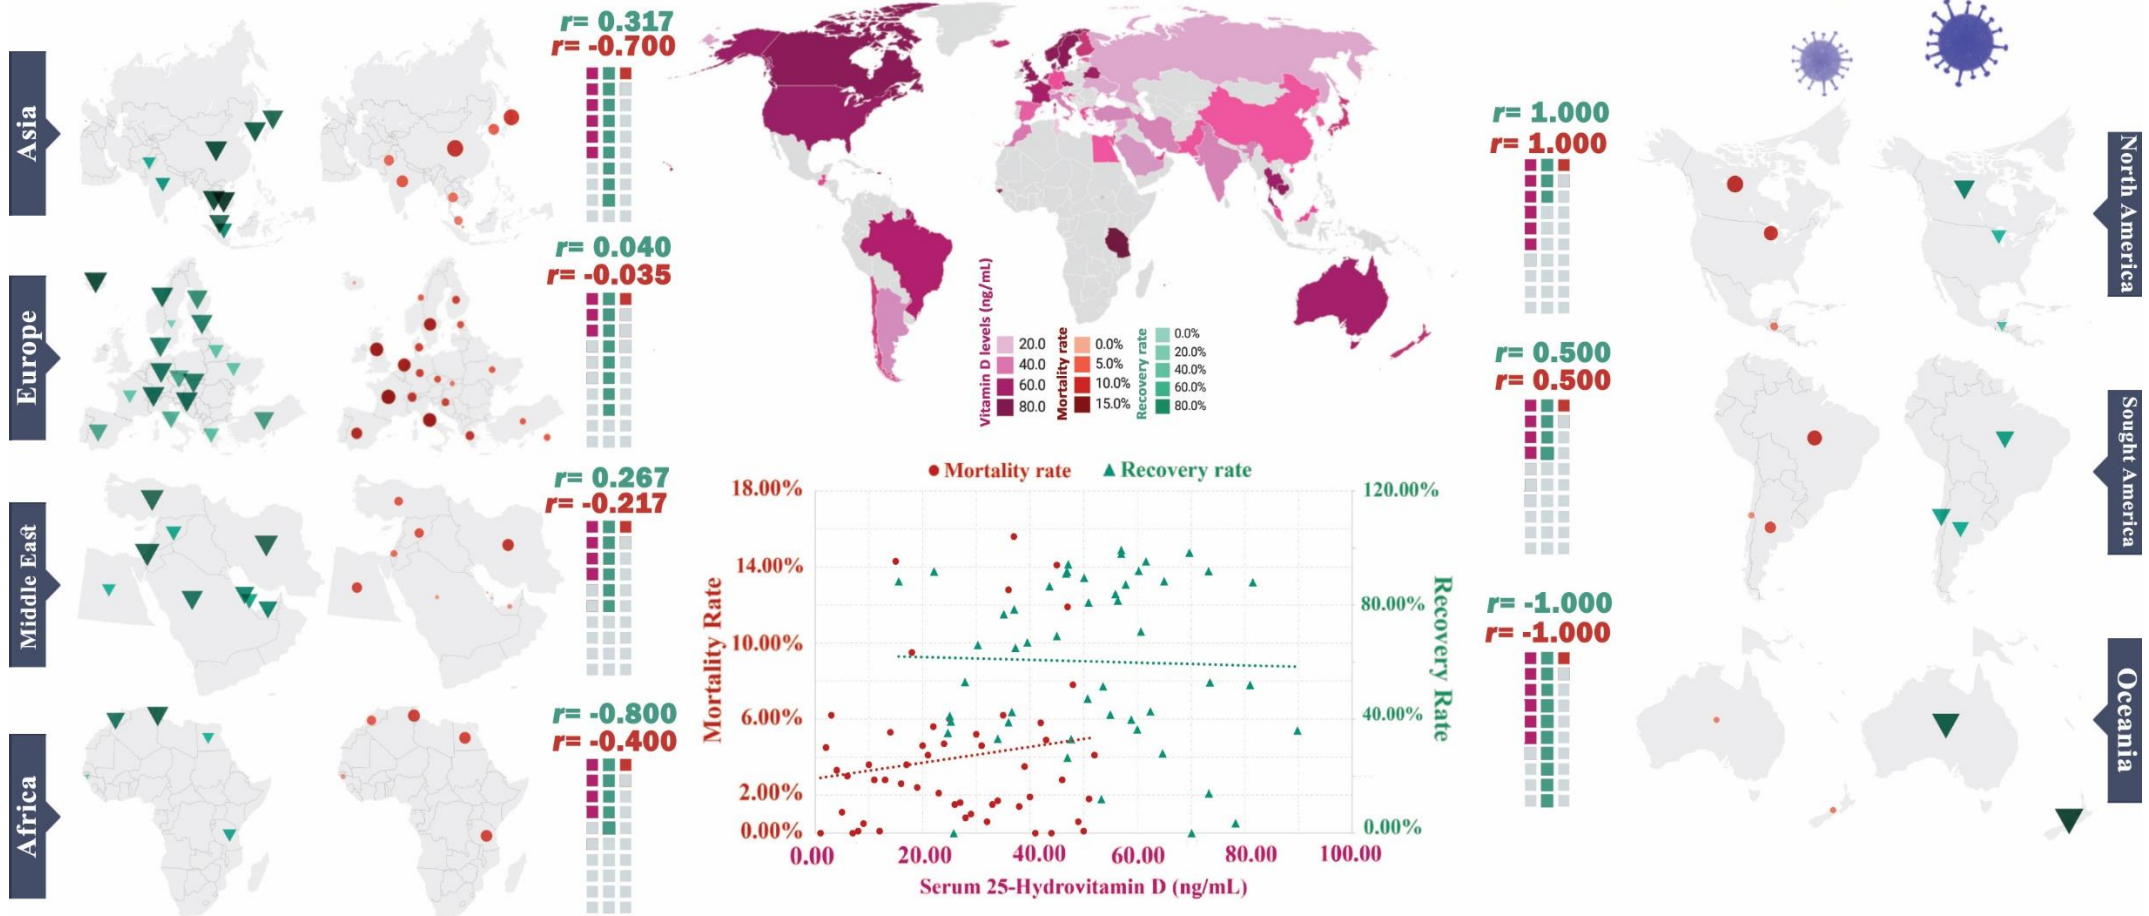 Asia
r= 0.317
r= -0.700
Europe
r= 0.040
r= -0.035
Middle East
r= 0.267
r= -0.217
Africa
r= -0.800
r= -0.400
Vitamin D levels (ng/mL)
20.0
40.0
60.0
80.0
Mortality rate
0.0%
5.0%
10.0%
15.0%
Recovery rate
0.0%
20.0%
40.0%
60.0%
80.0%
Mortality rate
Recovery rate
Mortality Rate
18.00%
14.00%
10.00%
6.00%
2.00%
0.00%
120.00%
80.00%
40.00%
0.00%
Recovery Rate
0.00 20.00 40.00 60.00 80.00 100.00
Serum 25-Hydrovitamin D (ng/mL)
r= 1.000
r= 1.000
North America
r= 0.500
r= 0.500
Sought America
r= -1.000
r= -1.000
Oceania